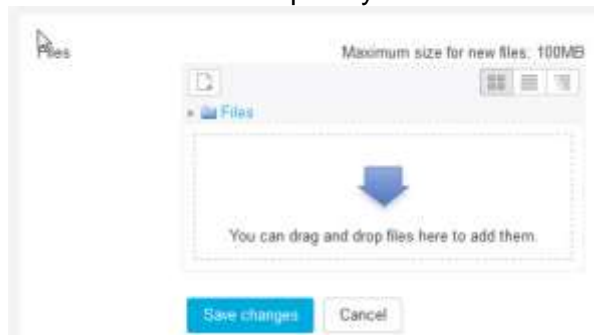 Files
Maximum size for new files: 100MB
Files
You can drag and drop files here to add them.
Save changes
Cancel